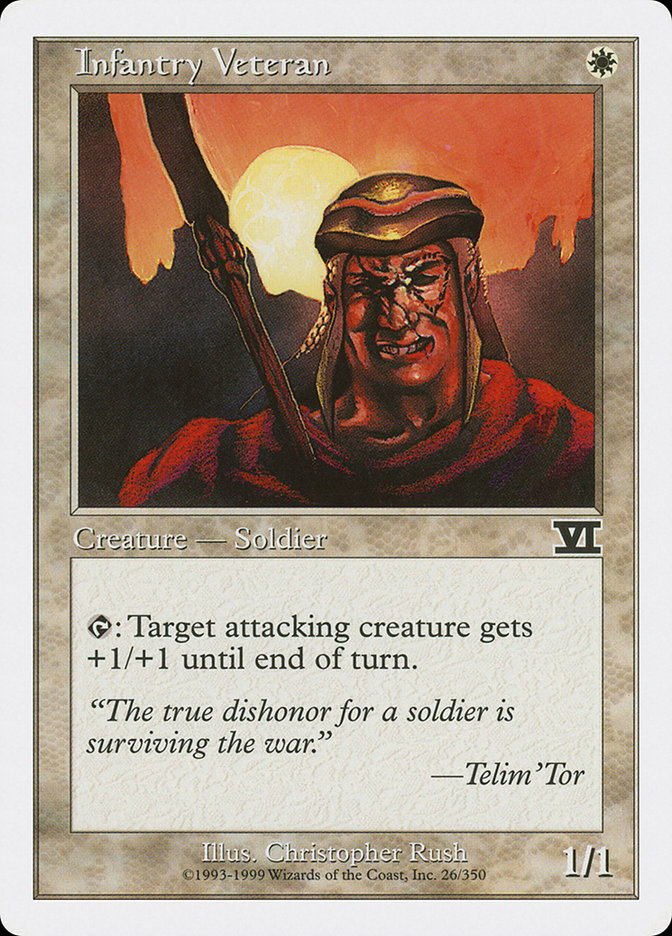 Infantry Veteran
Creature — Soldier
VI
: Target attacking creature gets
+1/+1 until end of turn.
“The true dishonor for a soldier is
surviving the war.”
—Telim’Tor
Illus. Christopher Rush
©1993-1999 Wizards of the Coast, Inc. 26/350
1/1